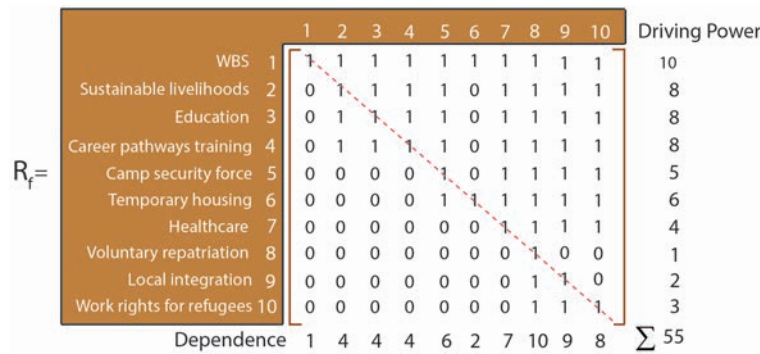 1 2 3 4 5 6 7 8 9 10 Driving Power
WBS 1 1 1 1 1 1 1 1 1 1 1 10
Sustainable livelihoods 2 0 1 1 1 1 0 1 1 1 1 8
Education 3 0 1 1 1 1 0 1 1 1 1 8
Career pathways training 4 0 1 1 1 1 0 1 1 1 1 8
Camp security force 5 0 0 0 0 1 0 1 1 1 1 5
Rf= Temporary housing 6 0 0 0 0 1 1 1 1 1 1 6
Healthcare 7 0 0 0 0 0 0 1 1 1 1 4
Voluntary repatriation 8 0 0 0 0 0 0 0 1 0 0 1
Local integration 9 0 0 0 0 0 0 0 1 1 0 2
Work rights for refugees 10 0 0 0 0 0 0 0 1 1 1 3
Dependence 1 4 4 4 6 2 7 10 9 8 ∑ 55